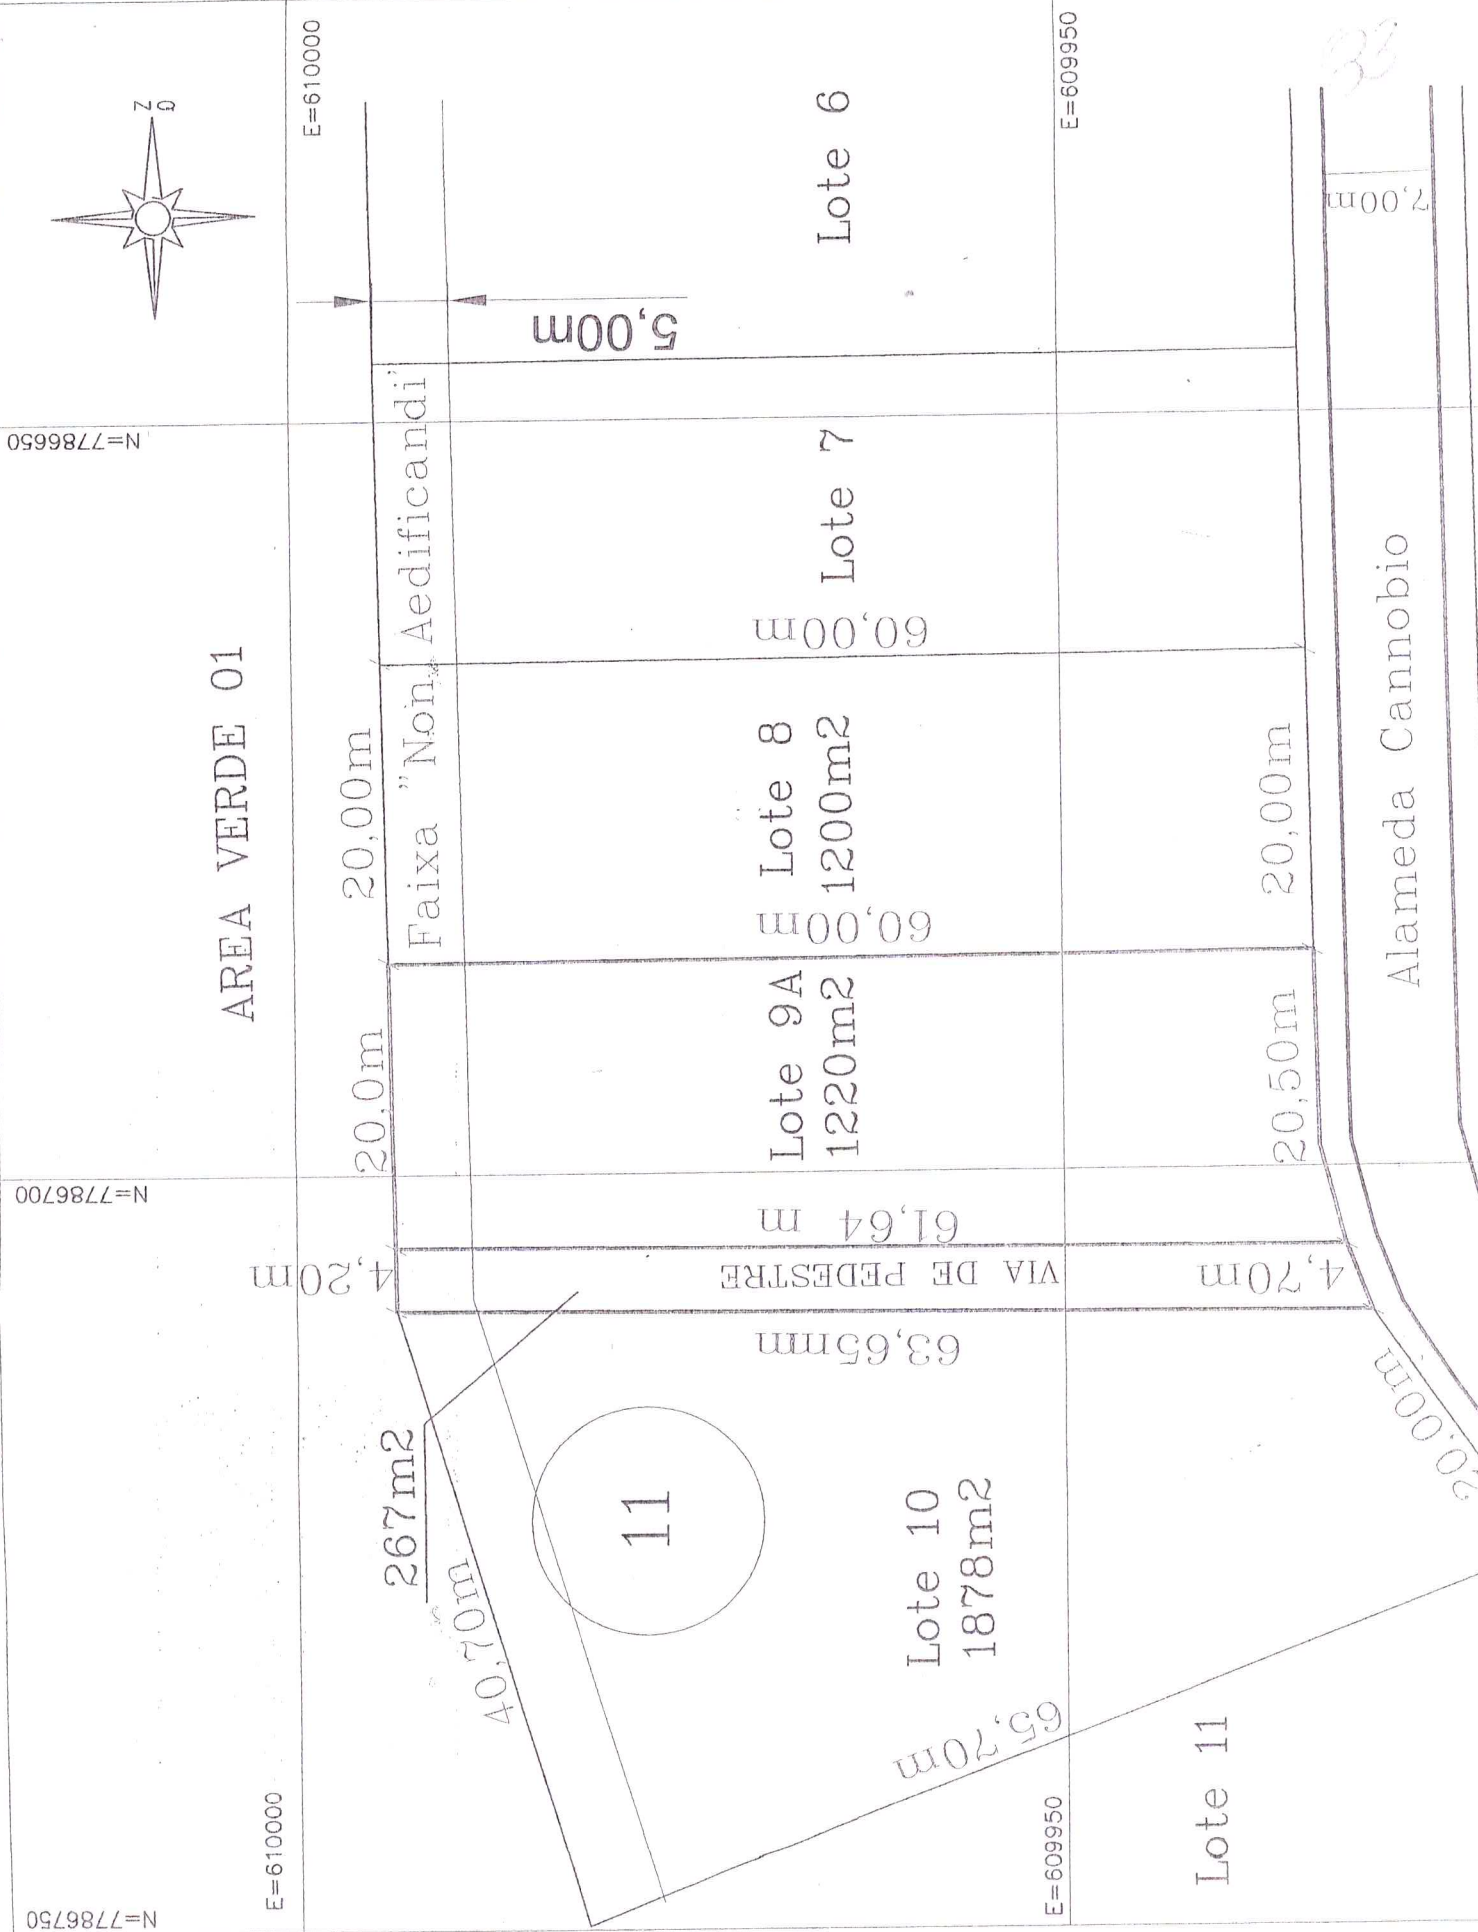 N=7786650
N=7786700
N=7786750
E=610000
E=609950
E=610000
E=609950
AREA VERDE 01
20,00m
20,0m
4,20m
Faixa "Non Aedificandi"
5,00m
Lote 6
Lote 7
60,00m
Lote 8
1200m2
60,00m
Lote 9A
1220m2
61,64 m
VIA DE PEDESTRE
63,65mm
267m2
40,70m
11
Lote 10
1878m2
65,70m
Lote 11
20,00m
20,50m
4,70m
20,00m
Alameda Cannobio
7,00m